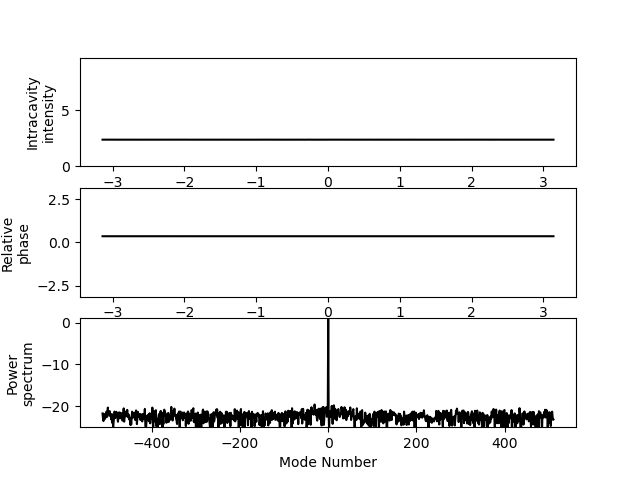 Intracavity
intensity
5
0
−3 −2 −1 0 1 2 3
Relative
phase
2.5
0.0
−2.5
−3 −2 −1 0 1 2 3
Power
spectrum
0
−10
−20
−400 −200 0 200 400
Mode Number